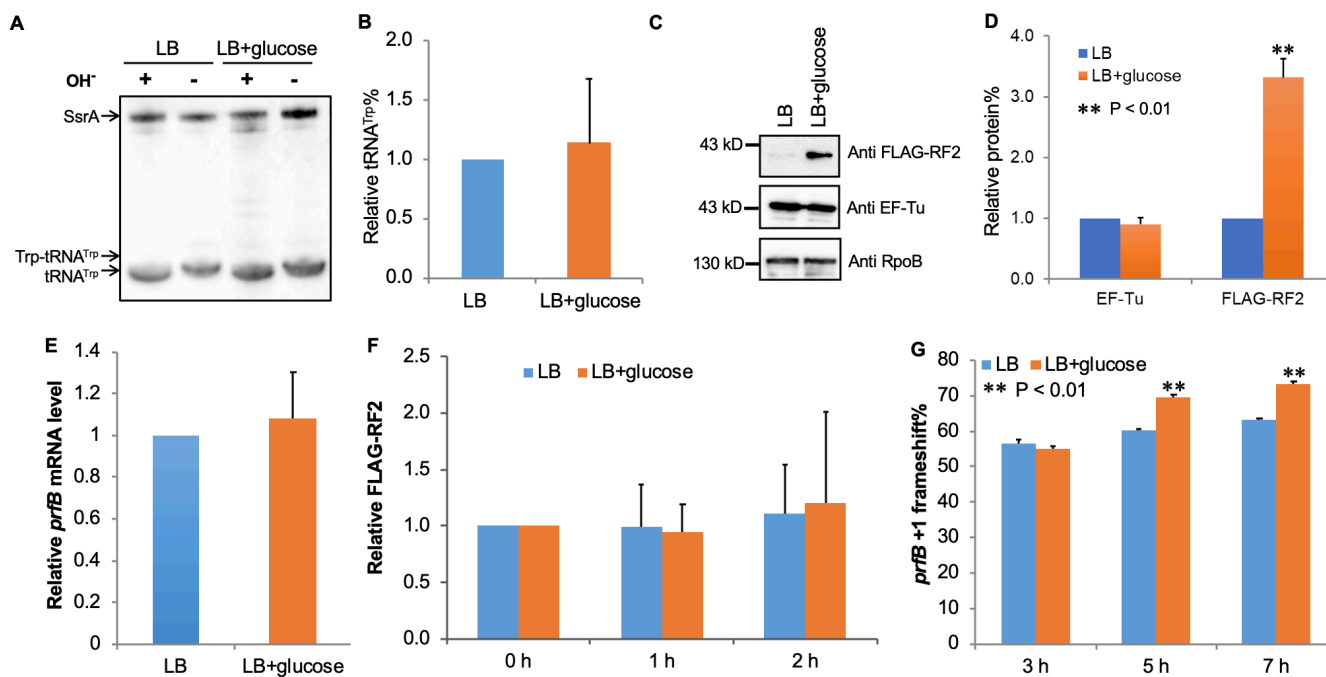 A
LB
LB+glucose
OH⁻
+
-
+
-
SsrA
Trp-tRNAᵀʳᵖ
tRNAᵀʳᵖ
B
Relative tRNAᵀʳᵖ%
2.0
1.5
1.0
0.5
0.0
LB
LB+glucose
C
LB
LB+glucose
43 kD
Anti FLAG-RF2
43 kD
Anti EF-Tu
130 kD
Anti RpoB
D
Relative protein%
4.0
3.0
2.0
1.0
0.0
LB
LB+glucose
** P < 0.01
**
EF-Tu
FLAG-RF2
E
Relative prfB mRNA level
1.4
1.2
1
0.8
0.6
0.4
0.2
0
LB
LB+glucose
F
Relative FLAG-RF2
2.5
2.0
1.5
1.0
0.5
0.0
LB
LB+glucose
0 h
1 h
2 h
G
prfB +1 frameshift%
80
70
60
50
40
30
20
10
0
LB
LB+glucose
** P < 0.01
**
**
3 h
5 h
7 h